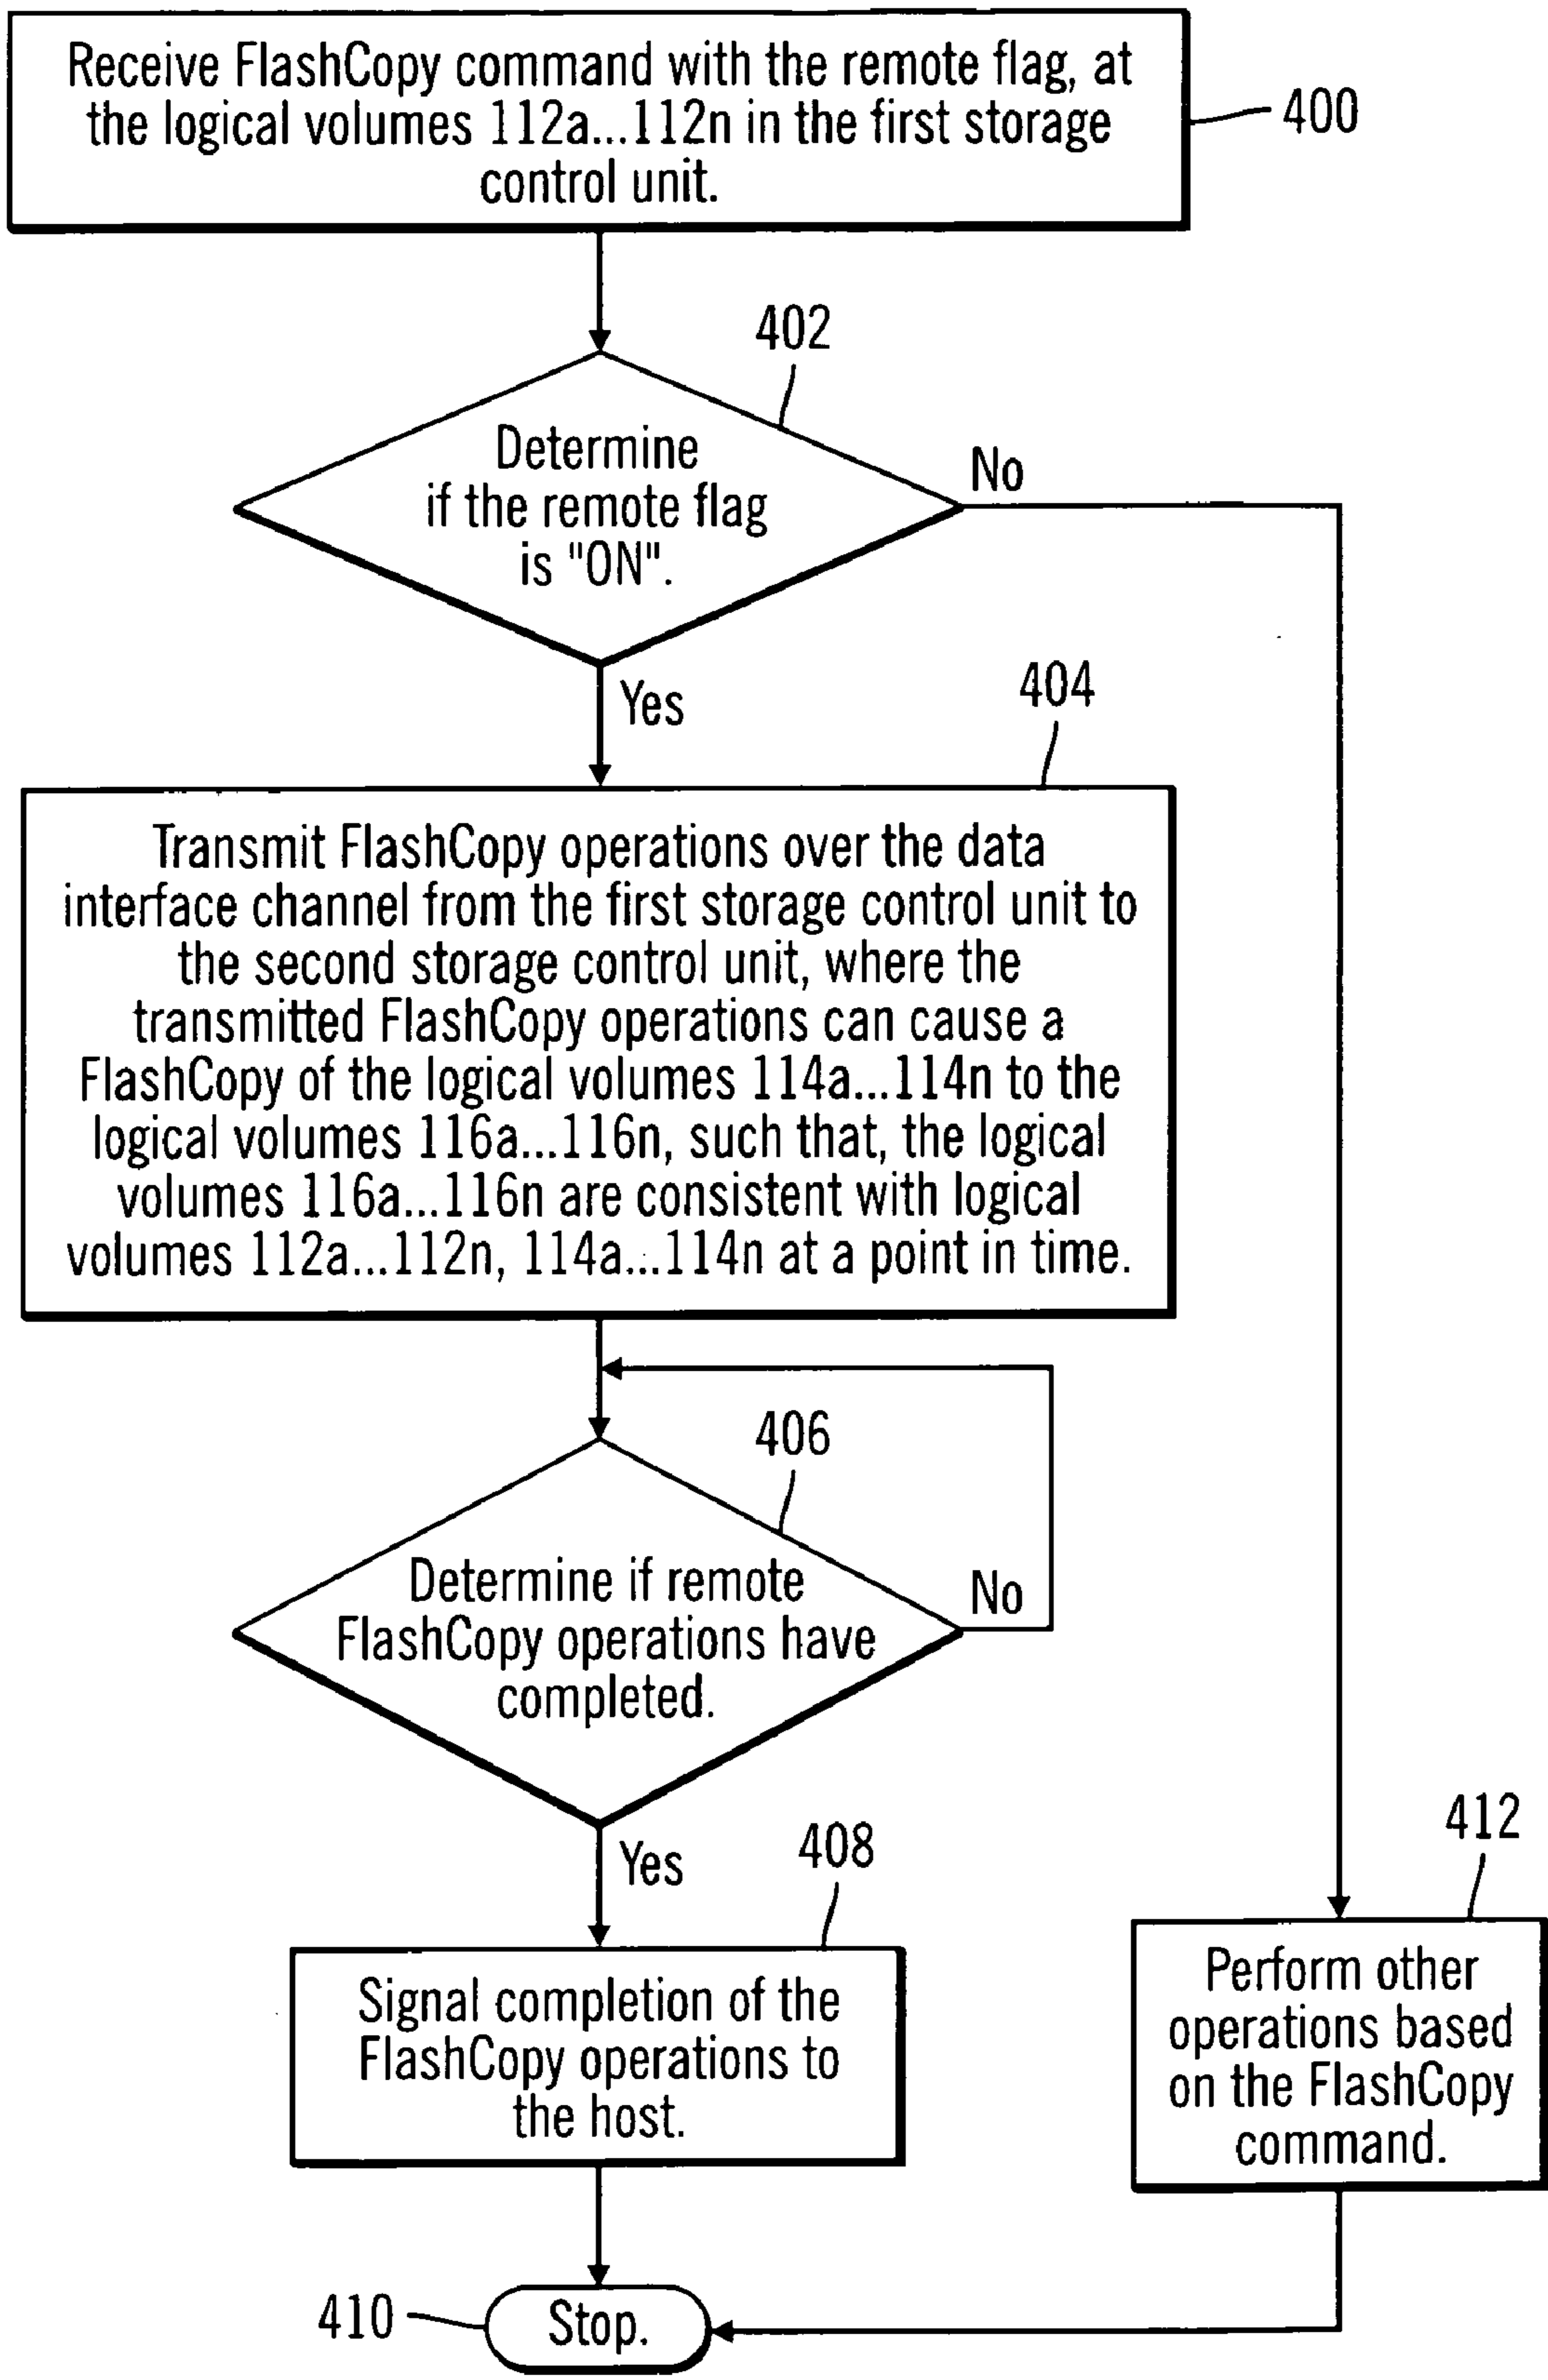 Receive FlashCopy command with the remote flag, at
the logical volumes 112a...112n in the first storage
control unit.
400
402
Determine
if the remote flag
is "ON".
No
Yes
404
Transmit FlashCopy operations over the data
interface channel from the first storage control unit to
the second storage control unit, where the
transmitted FlashCopy operations can cause a
FlashCopy of the logical volumes 114a...114n to the
logical volumes 116a...116n, such that, the logical
volumes 116a...116n are consistent with logical
volumes 112a...112n, 114a...114n at a point in time.
406
Determine if remote
FlashCopy operations have
completed.
No
Yes
408
Signal completion of the
FlashCopy operations to
the host.
412
Perform other
operations based
on the FlashCopy
command.
410
Stop.